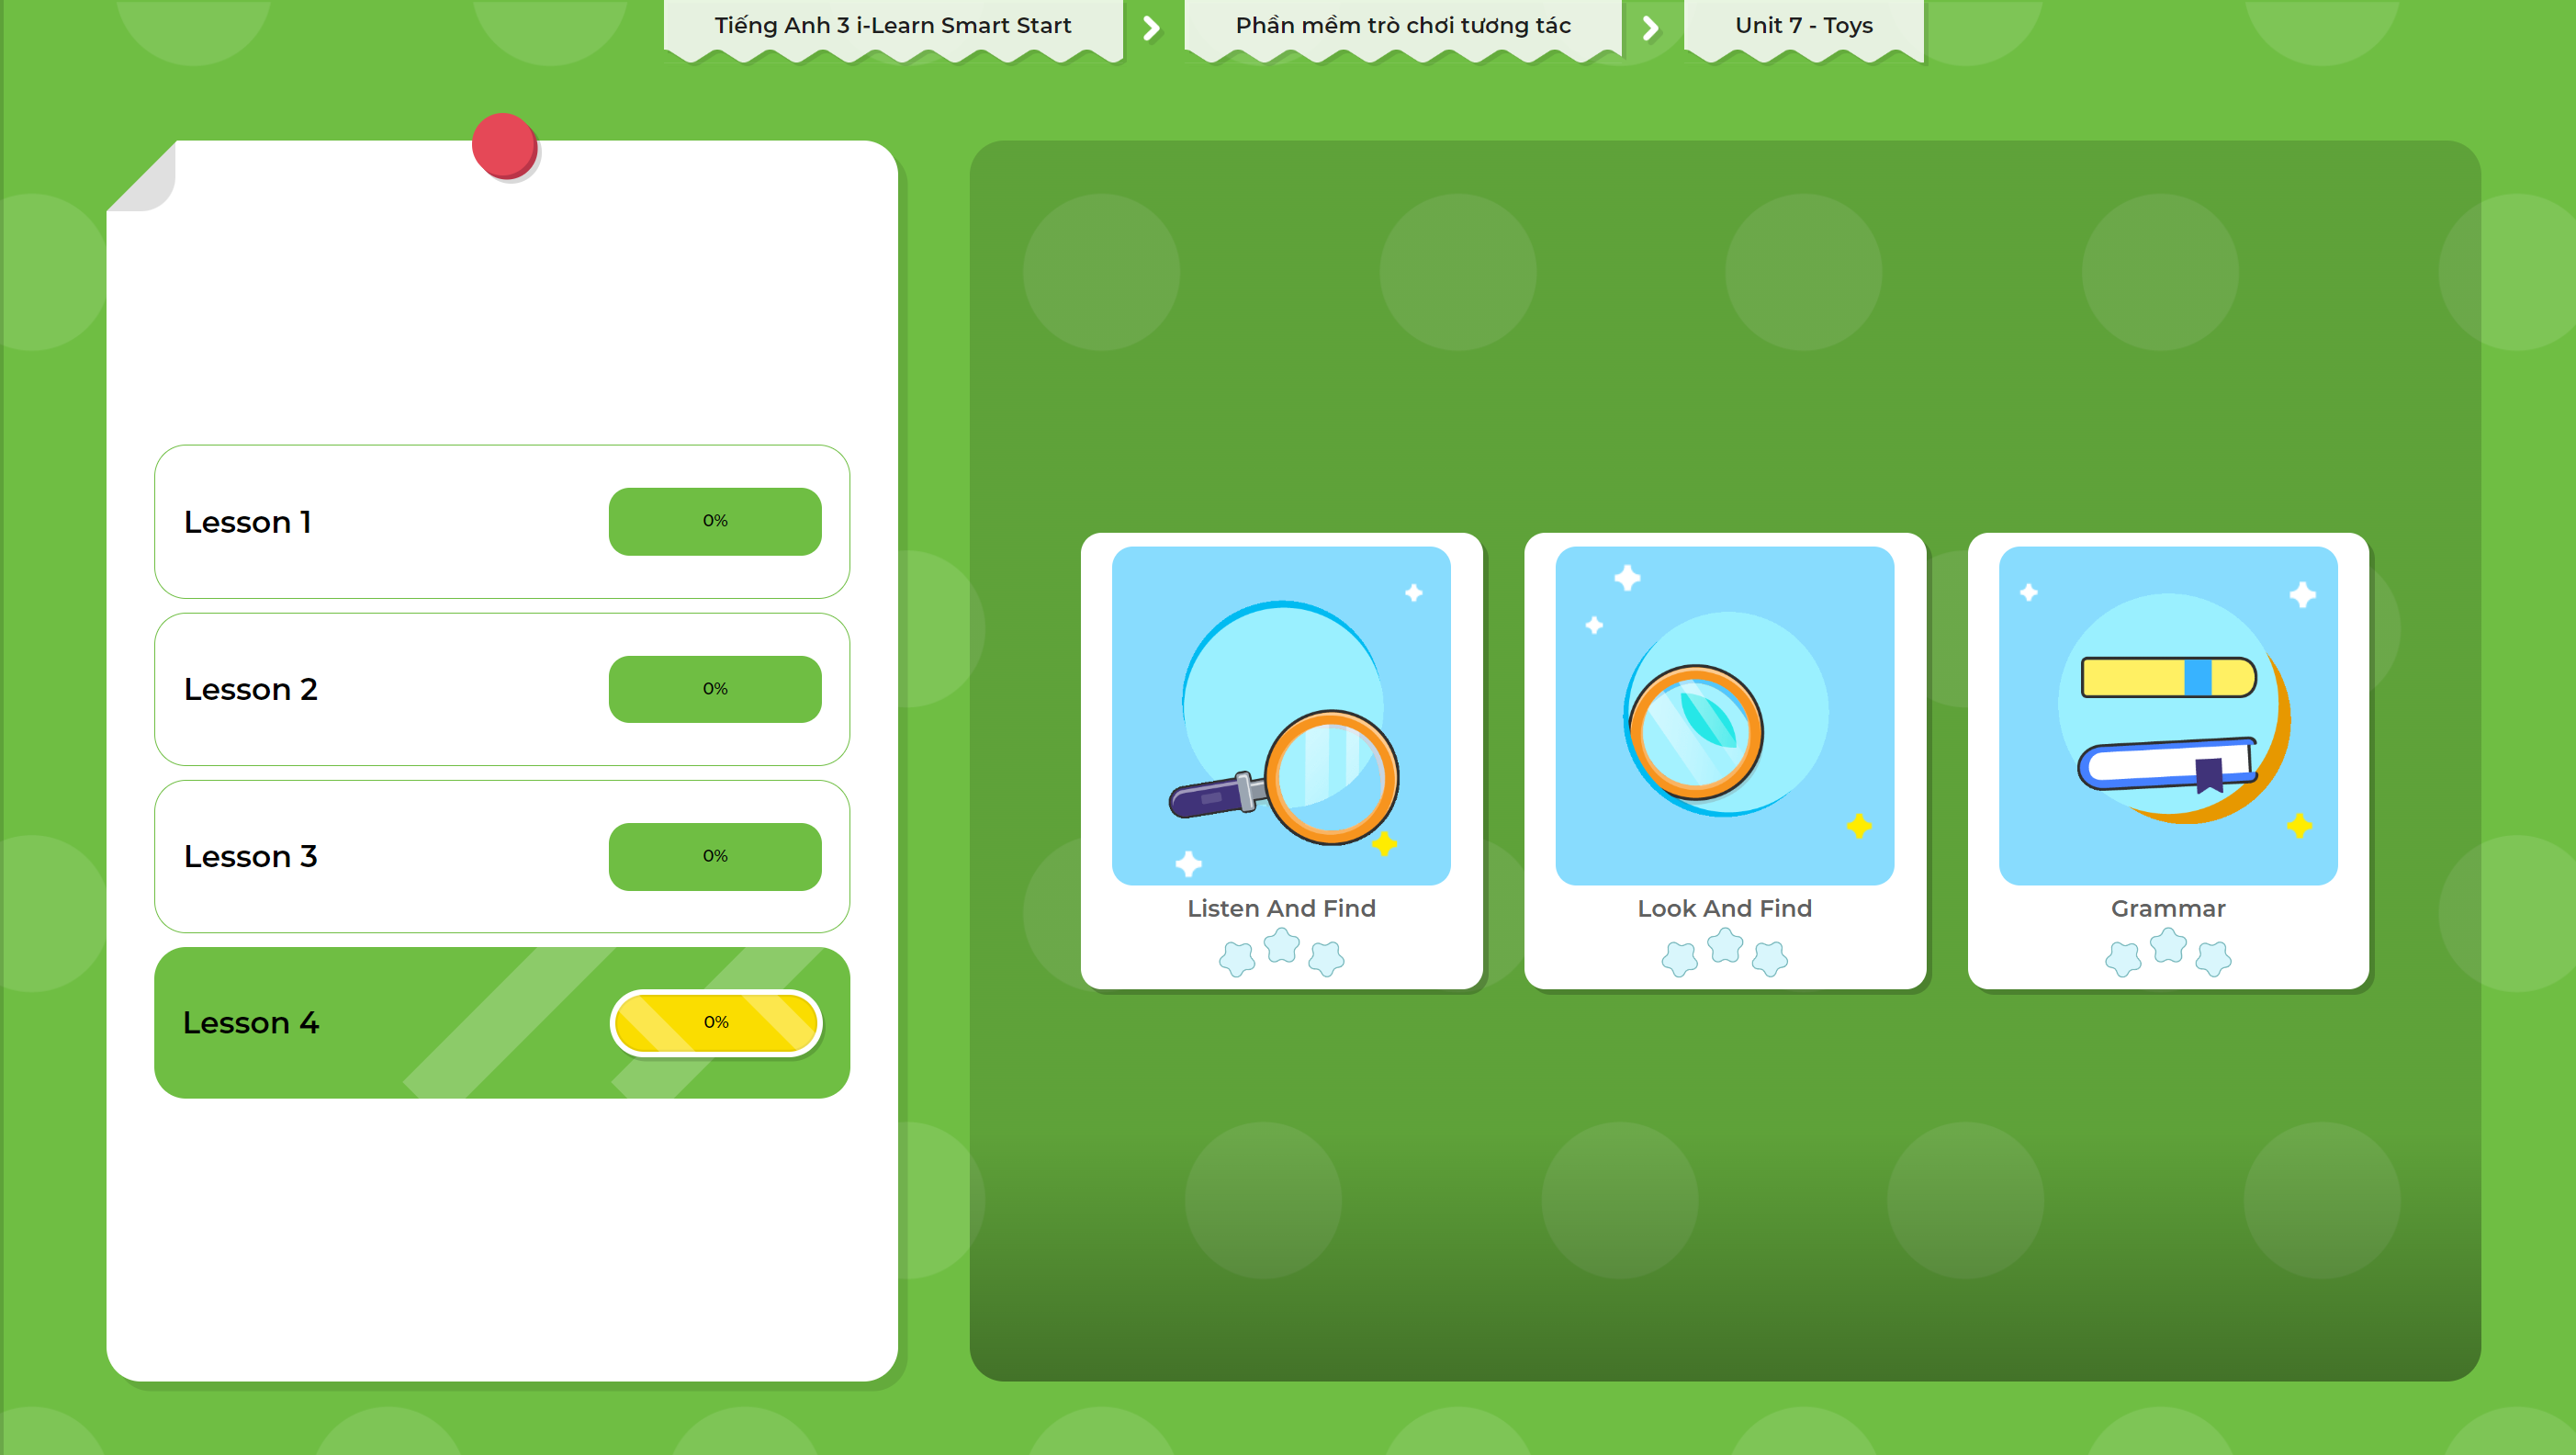 Tiếng Anh 3 i-Learn Smart Start
Phần mềm trò chơi tương tác
Unit 7 - Toys
Lesson 1
0%
Lesson 2
0%
Lesson 3
0%
Lesson 4
0%
Listen And Find
Look And Find
Grammar